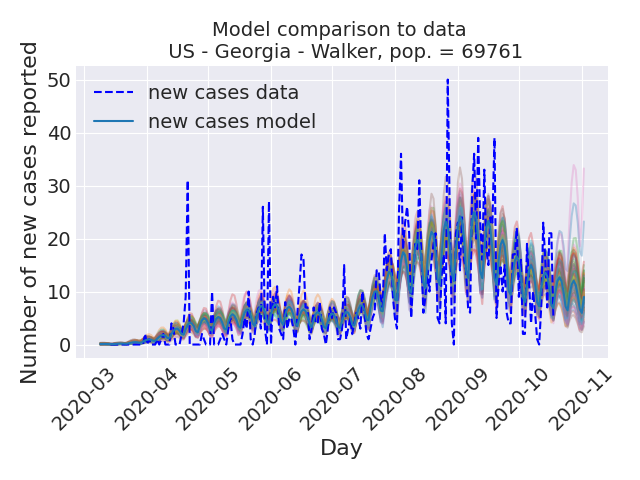 Model comparison to data
US - Georgia - Walker, pop. = 69761
Number of new cases reported
50
40
30
20
10
0
new cases data
new cases model
2020-03
2020-04
2020-05
2020-06
2020-07
2020-08
2020-09
2020-10
2020-11
Day